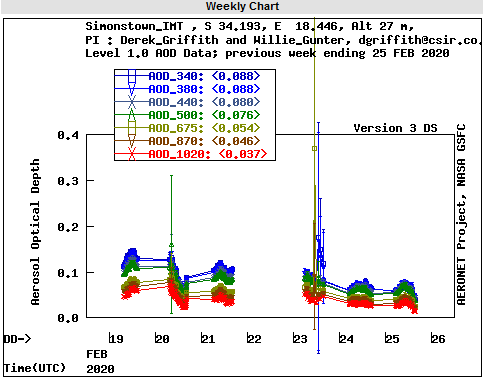 Weekly Chart
Simonstown_IMT , S 34.193, E 18.446, Alt 27 m,
PI : Derek_Griffith and Willie_Gunter, dgriffith@csir.co.
Level 1.0 AOD Data; previous week ending 25 FEB 2020
AOD_340: <0.088>
AOD_380: <0.088>
AOD_440: <0.080>
AOD_500: <0.076>
AOD_675: <0.054>
AOD_870: <0.046>
AOD_1020: <0.037>
Version 3 DS
0.4
0.3
0.2
0.1
0.0
Aerosol Optical Depth
AERONET Project, NASA GSFC
DD-> 19 20 21 22 23 24 25 26
FEB
Time(UTC) 2020